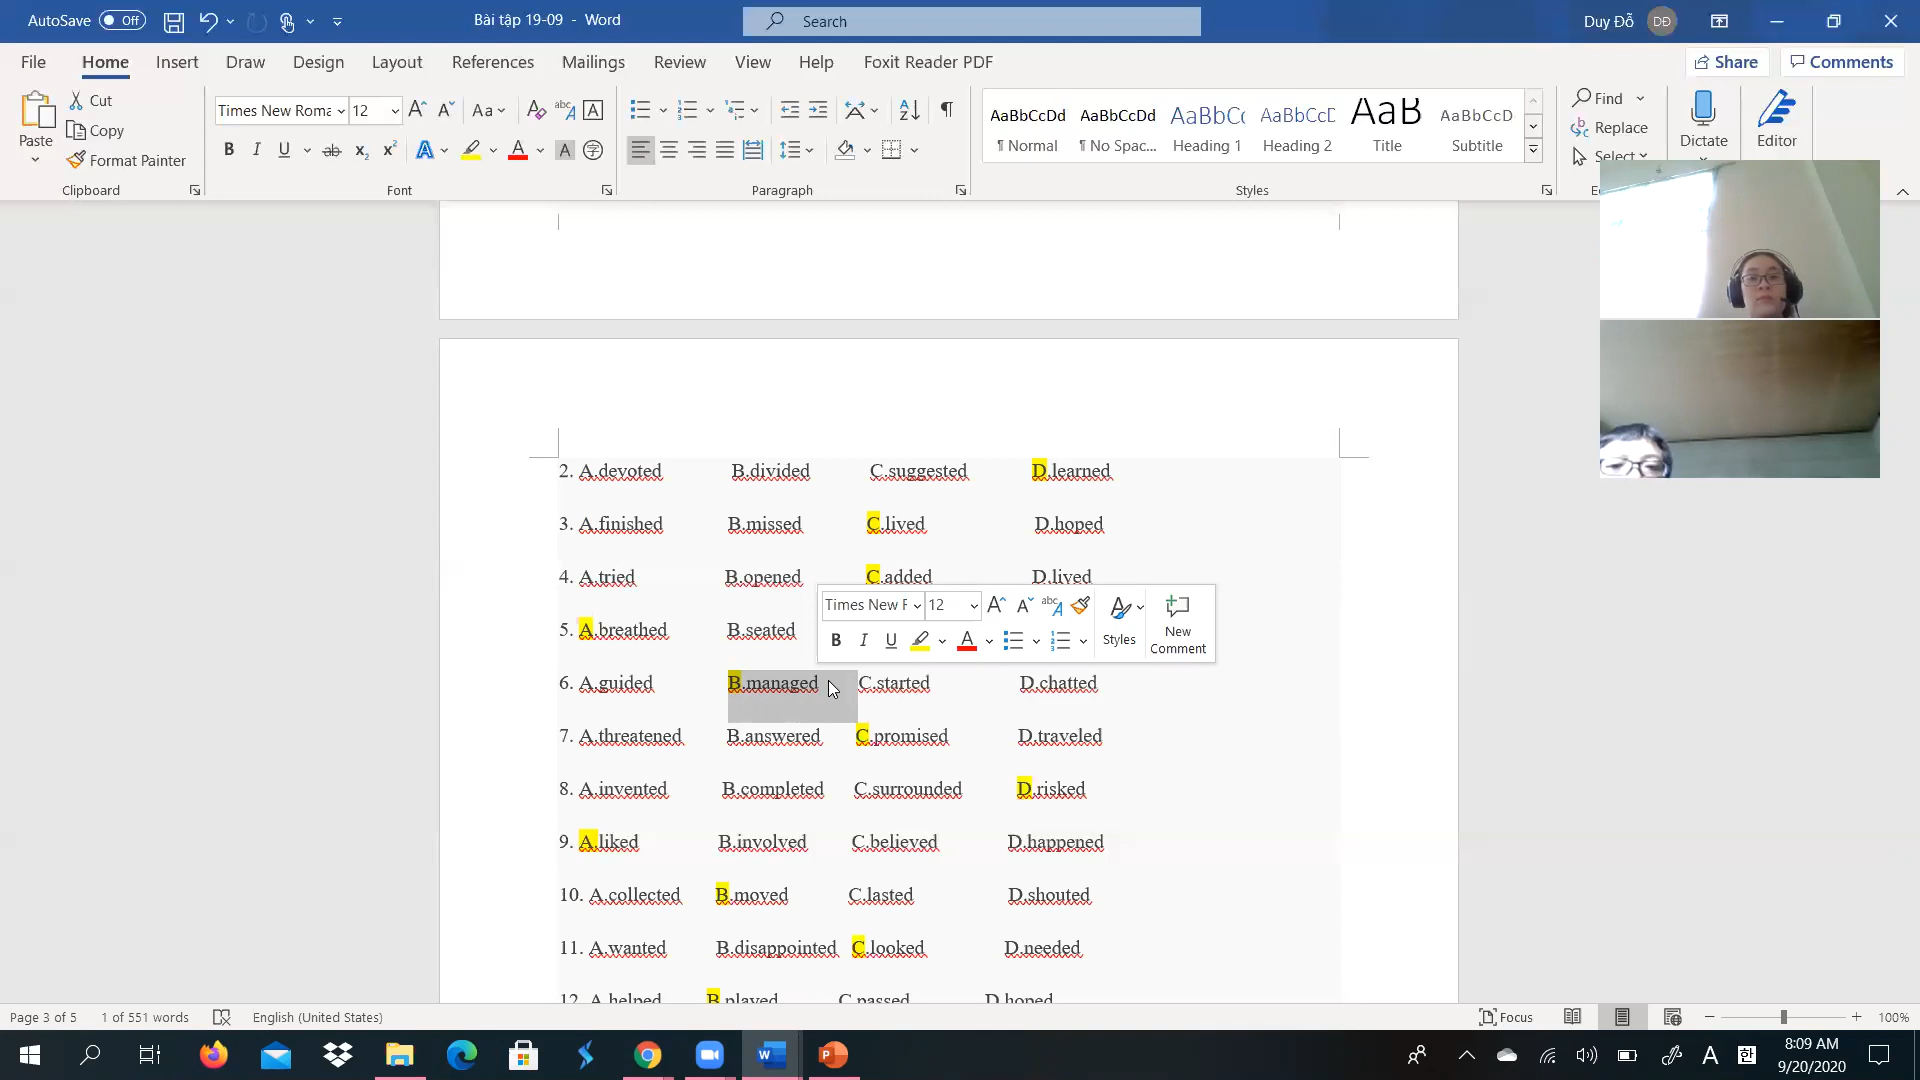 AutoSave Off Bài tập 19-09 - Word Search Duy Đỗ DĐ
File Home Insert Draw Design Layout References Mailings Review View Help Foxit Reader PDF Share Comments
Paste Cut Copy Format Painter
Times New Roma 12
AaBbCcDd AaBbCcDd AaBbCc AaBbCcD AaB AaBbCcD
¶ Normal ¶ No Spac... Heading 1 Heading 2 Title Subtitle
Find Replace Select Dictate Editor
Clipboard Font Paragraph Styles
2. A.devoted B.divided C.suggested D.learned
3. A.finished B.missed C.lived D.hoped
4. A.tried B.opened C.added D.lived
Times New F 12
Styles New Comment
5. A.breathed B.seated
6. A.guided B.managed C.started D.chatted
7. A.threatened B.answered C.promised D.traveled
8. A.invented B.completed C.surrounded D.risked
9. A.liked B.involved C.believed D.happened
10. A.collected B.moved C.lasted D.shouted
11. A.wanted B.disappointed C.looked D.needed
12. A.helped B.played C.passed D.hoped
Page 3 of 5 1 of 551 words English (United States) Focus 100%
8:09 AM
9/20/2020